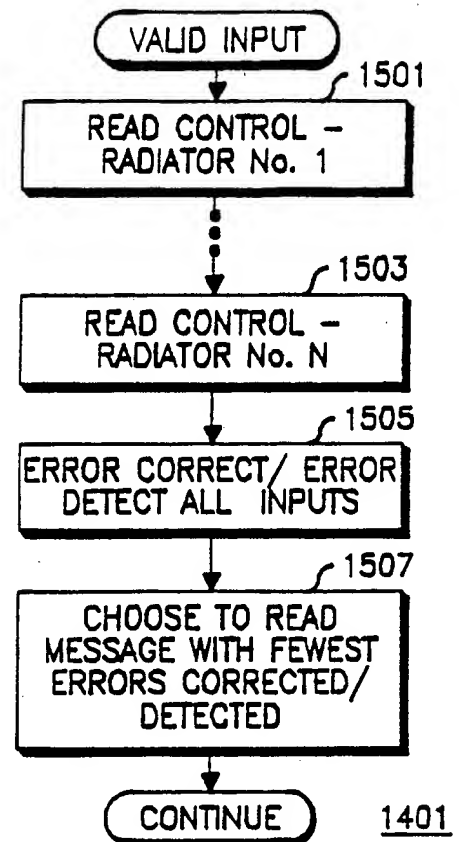 VALID INPUT
1501
READ CONTROL –
RADIATOR No. 1
1503
READ CONTROL –
RADIATOR No. N
1505
ERROR CORRECT/ ERROR
DETECT ALL INPUTS
1507
CHOOSE TO READ
MESSAGE WITH FEWEST
ERRORS CORRECTED/
DETECTED
CONTINUE
1401